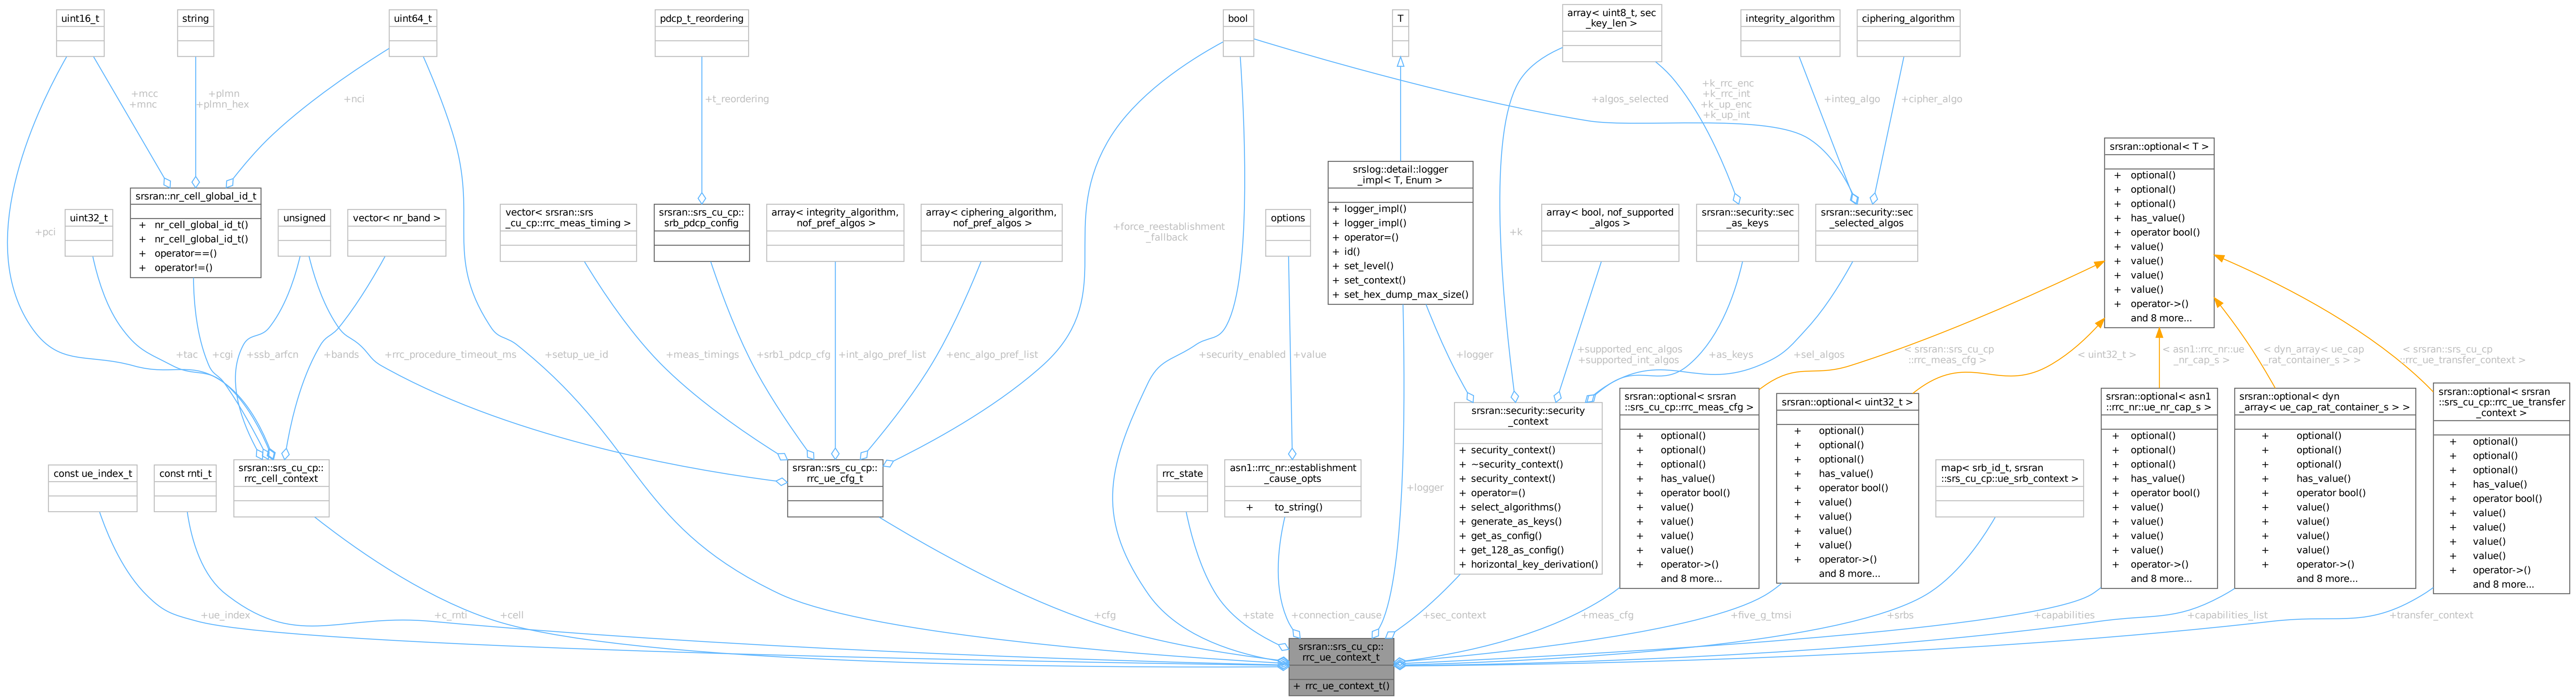 uint16_t
string
uint64_t
pdcp_t_reordering
bool
T
array< uint8_t, sec
_key_len >
integrity_algorithm
ciphering_algorithm
+mcc
+mnc
+plmn
+plmn_hex
+nci
+t_reordering
+algos_selected
+k_rrc_enc
+k_rrc_int
+k_up_enc
+k_up_int
+integ_algo
+cipher_algo
srsran::nr_cell_global_id_t
+ nr_cell_global_id_t()
+ nr_cell_global_id_t()
+ operator==()
+ operator!=()
srslog::detail::logger
_impl< T, Enum >
+ logger_impl()
+ logger_impl()
+ operator=()
+ id()
+ set_level()
+ set_context()
+ set_hex_dump_max_size()
srsran::optional< T >
+ optional()
+ optional()
+ optional()
+ has_value()
+ operator bool()
+ value()
+ value()
+ value()
+ value()
+ operator->()
and 8 more...
+pci
uint32_t
unsigned
vector< nr_band >
vector< srsran::srs
_cu_cp::rrc_meas_timing >
srsran::srs_cu_cp::
srb_pdcp_config
array< integrity_algorithm,
nof_pref_algos >
array< ciphering_algorithm,
nof_pref_algos >
+force_reestablishment
_fallback
options
+k
array< bool, nof_supported
_algos >
srsran::security::sec
_as_keys
srsran::security::sec
_selected_algos
+tac
+cgi
+ssb_arfcn
+bands
+rrc_procedure_timeout_ms
+setup_ue_id
+meas_timings
+srb1_pdcp_cfg
+int_algo_pref_list
+enc_algo_pref_list
+security_enabled
+value
+logger
+supported_enc_algos
+supported_int_algos
+as_keys
+sel_algos
< srsran::srs_cu_cp
::rrc_meas_cfg >
< uint32_t >
< asn1::rrc_nr::ue
_nr_cap_s >
< dyn_array< ue_cap
_rat_container_s > >
< srsran::srs_cu_cp
::rrc_ue_transfer_context >
const ue_index_t
const rnti_t
srsran::srs_cu_cp::
rrc_cell_context
srsran::srs_cu_cp::
rrc_ue_cfg_t
rrc_state
asn1::rrc_nr::establishment
_cause_opts
+ to_string()
+logger
srsran::security::security
_context
+ security_context()
+ ~security_context()
+ security_context()
+ operator=()
+ select_algorithms()
+ generate_as_keys()
+ get_as_config()
+ get_128_as_config()
+ horizontal_key_derivation()
srsran::optional< srsran
::srs_cu_cp::rrc_meas_cfg >
+ optional()
+ optional()
+ optional()
+ has_value()
+ operator bool()
+ value()
+ value()
+ value()
+ value()
+ operator->()
and 8 more...
srsran::optional< uint32_t >
+ optional()
+ optional()
+ optional()
+ has_value()
+ operator bool()
+ value()
+ value()
+ value()
+ value()
+ operator->()
and 8 more...
map< srb_id_t, srsran
::srs_cu_cp::ue_srb_context >
srsran::optional< asn1
::rrc_nr::ue_nr_cap_s >
+ optional()
+ optional()
+ optional()
+ has_value()
+ operator bool()
+ value()
+ value()
+ value()
+ value()
+ operator->()
and 8 more...
srsran::optional< dyn
_array< ue_cap_rat_container_s > >
+ optional()
+ optional()
+ optional()
+ has_value()
+ operator bool()
+ value()
+ value()
+ value()
+ value()
+ operator->()
and 8 more...
srsran::optional< srsran
::srs_cu_cp::rrc_ue_transfer
_context >
+ optional()
+ optional()
+ optional()
+ has_value()
+ operator bool()
+ value()
+ value()
+ value()
+ value()
+ operator->()
and 8 more...
+ue_index
+c_rnti
+cell
+cfg
+state
+connection_cause
+sec_context
+meas_cfg
+five_g_tmsi
+srbs
+capabilities
+capabilities_list
+transfer_context
srsran::srs_cu_cp::
rrc_ue_context_t
+ rrc_ue_context_t()